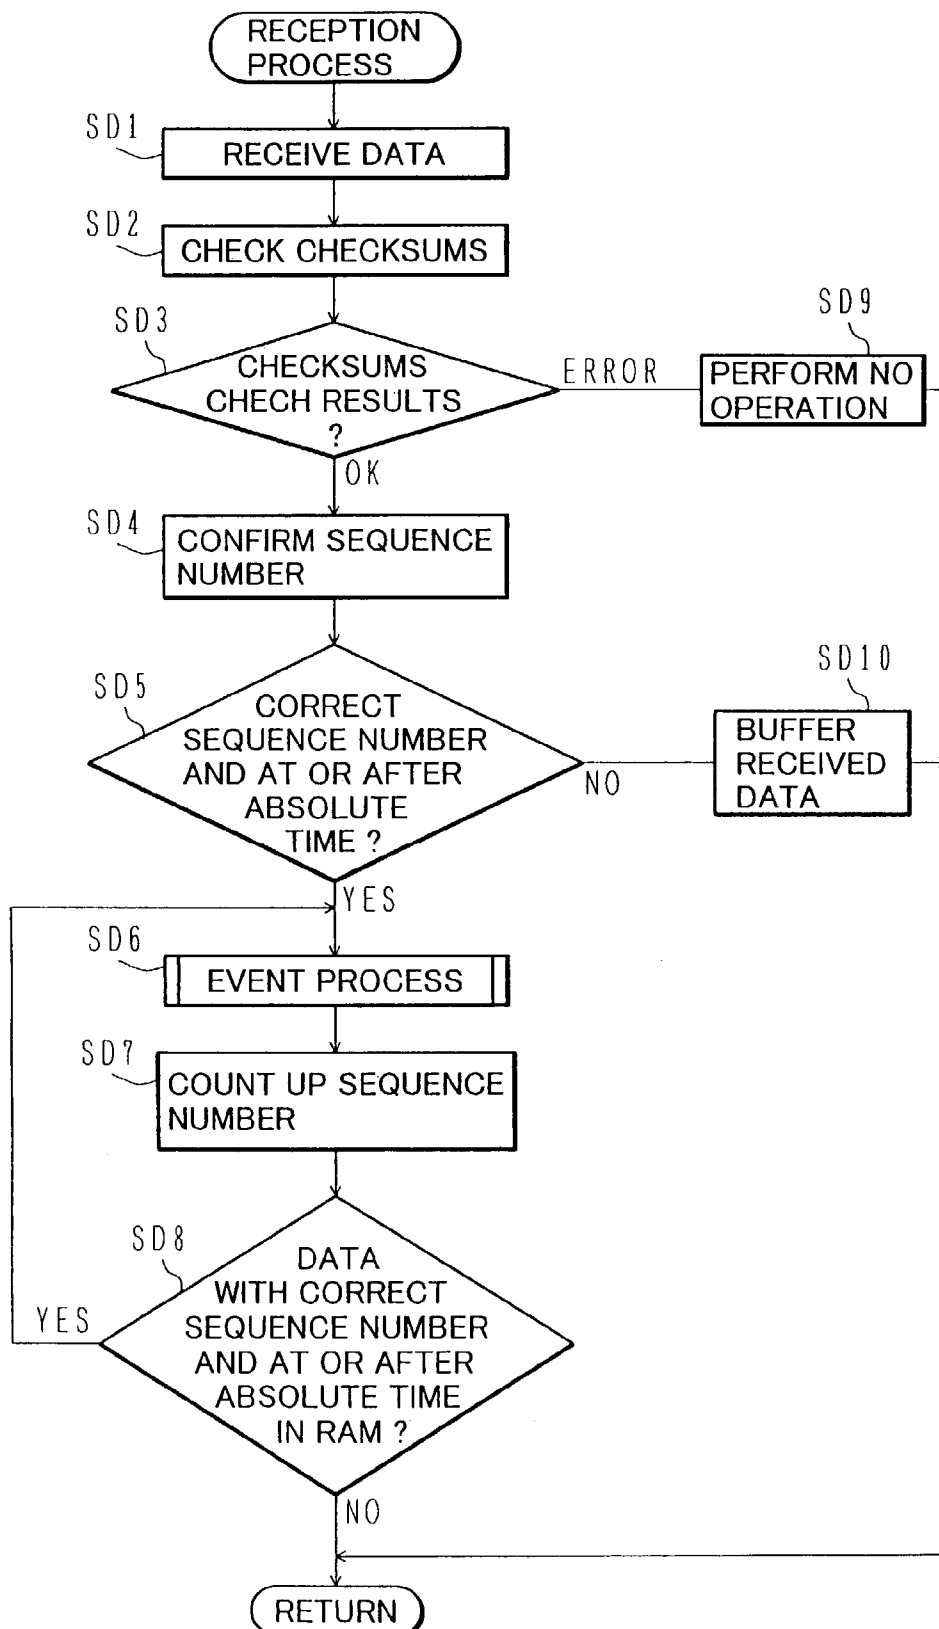 RECEPTION
PROCESS
SD1
RECEIVE DATA
SD2
CHECK CHECKSUMS
SD3
CHECKSUMS
CHECH RESULTS
?
ERROR
SD9
PERFORM NO
OPERATION
OK
SD4
CONFIRM SEQUENCE
NUMBER
SD5
CORRECT
SEQUENCE NUMBER
AND AT OR AFTER
ABSOLUTE
TIME ?
NO
SD10
BUFFER
RECEIVED
DATA
YES
SD6
EVENT PROCESS
SD7
COUNT UP SEQUENCE
NUMBER
SD8
YES
DATA
WITH CORRECT
SEQUENCE NUMBER
AND AT OR AFTER
ABSOLUTE TIME
IN RAM ?
NO
RETURN